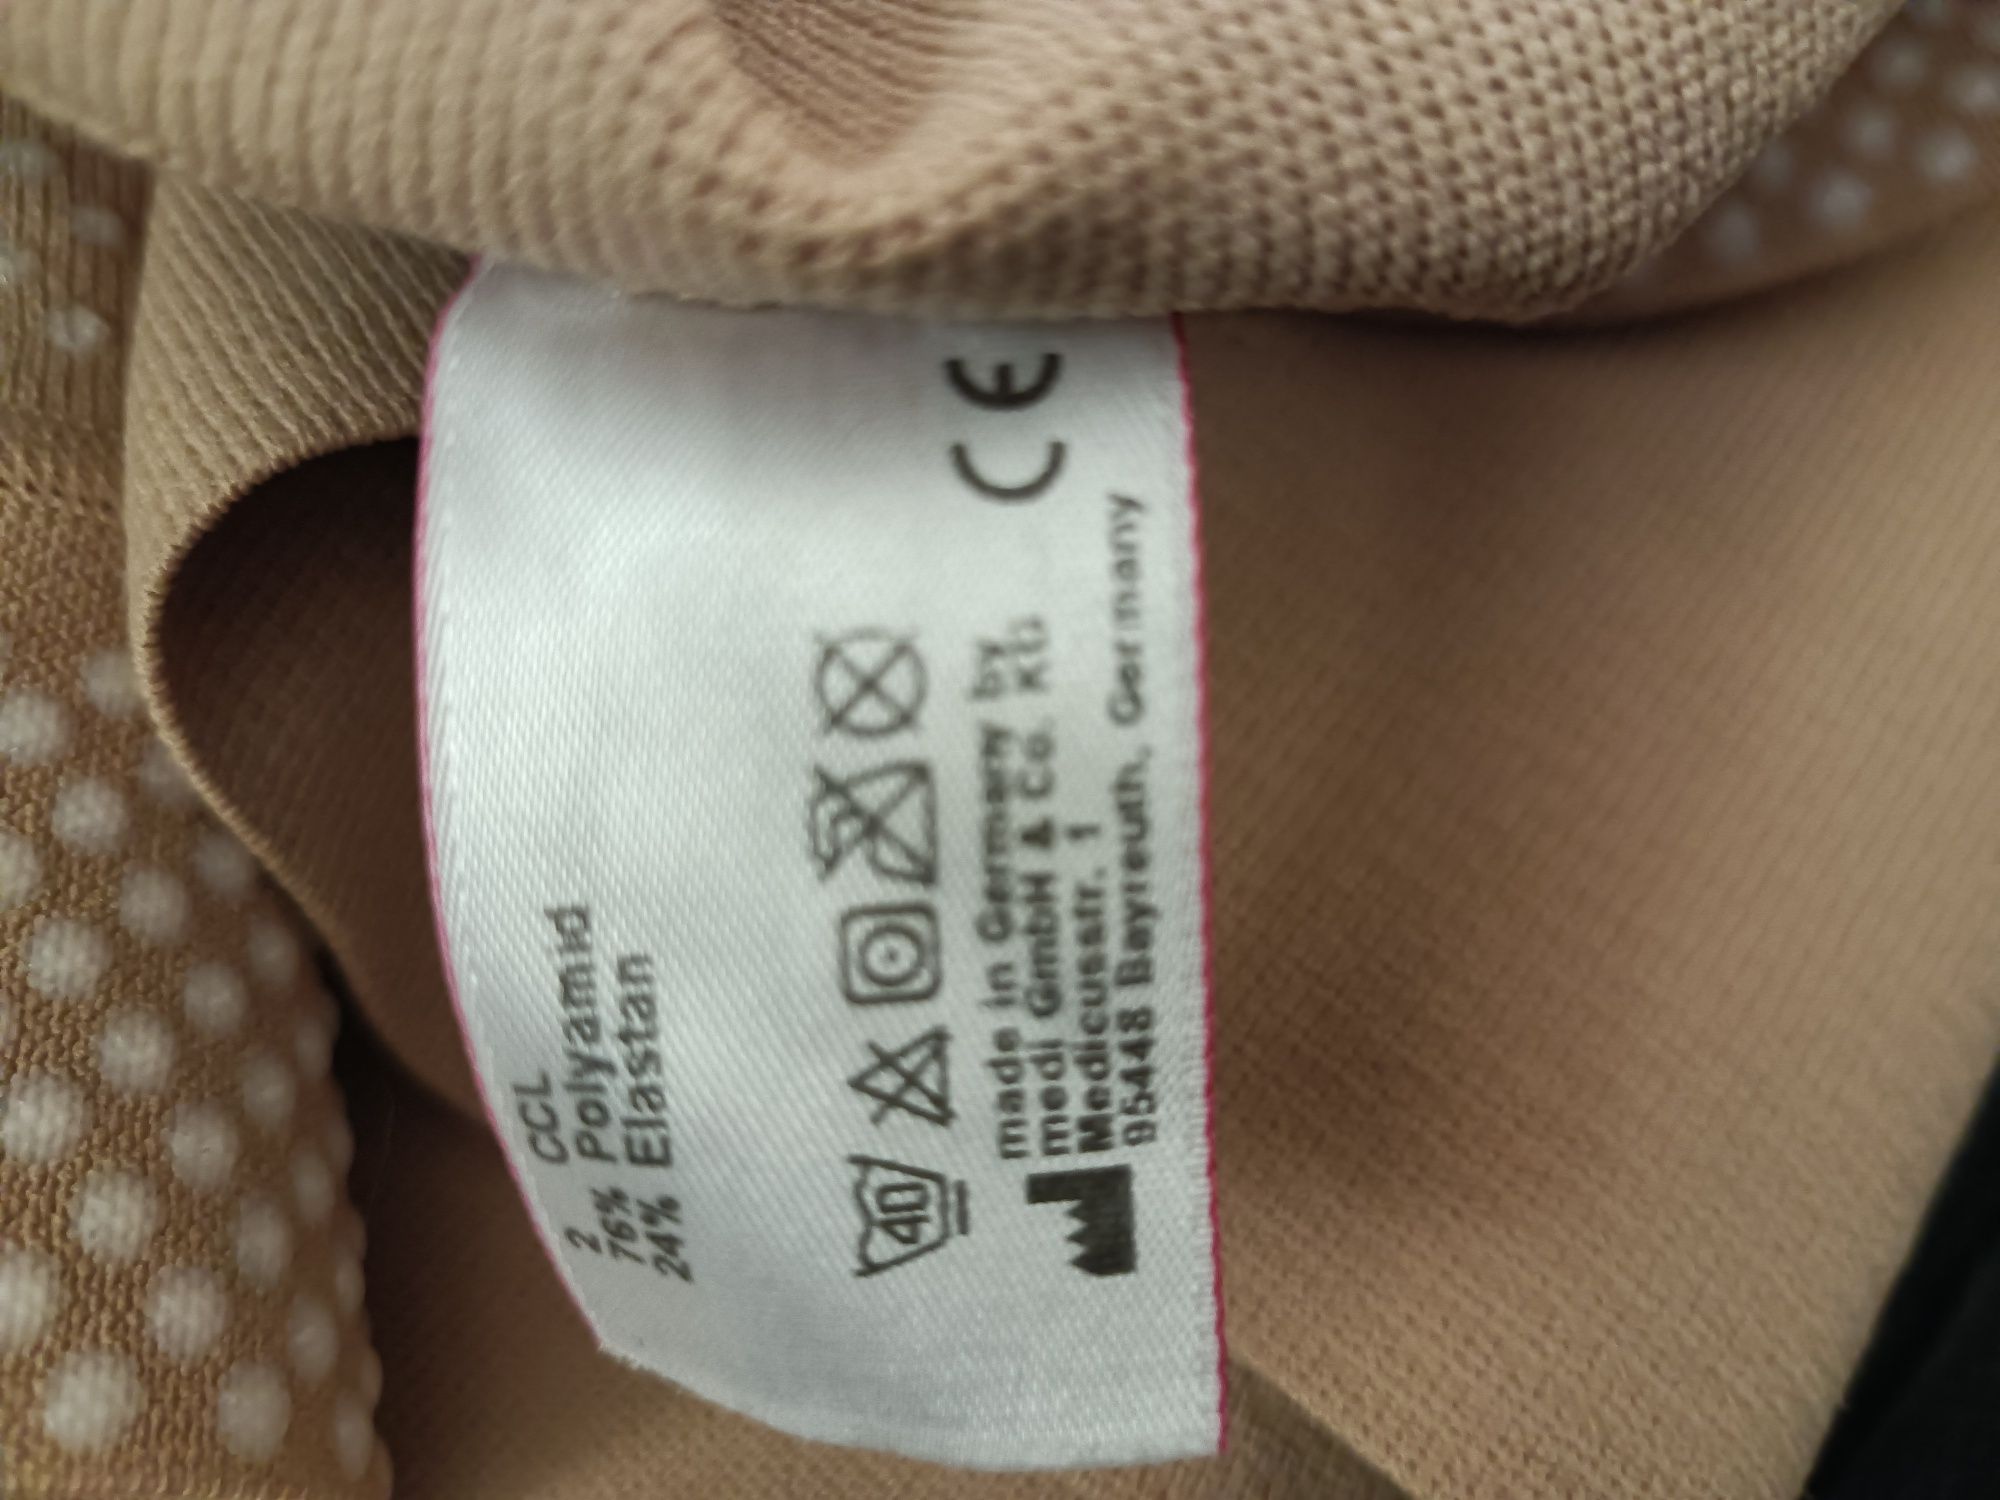 2 CCL
76% Polyamid
24% Elastan
40
made in Germany by
medi GmbH & Co. KG
Medicusstr. 1
95448 Bayreuth, Germany
CE